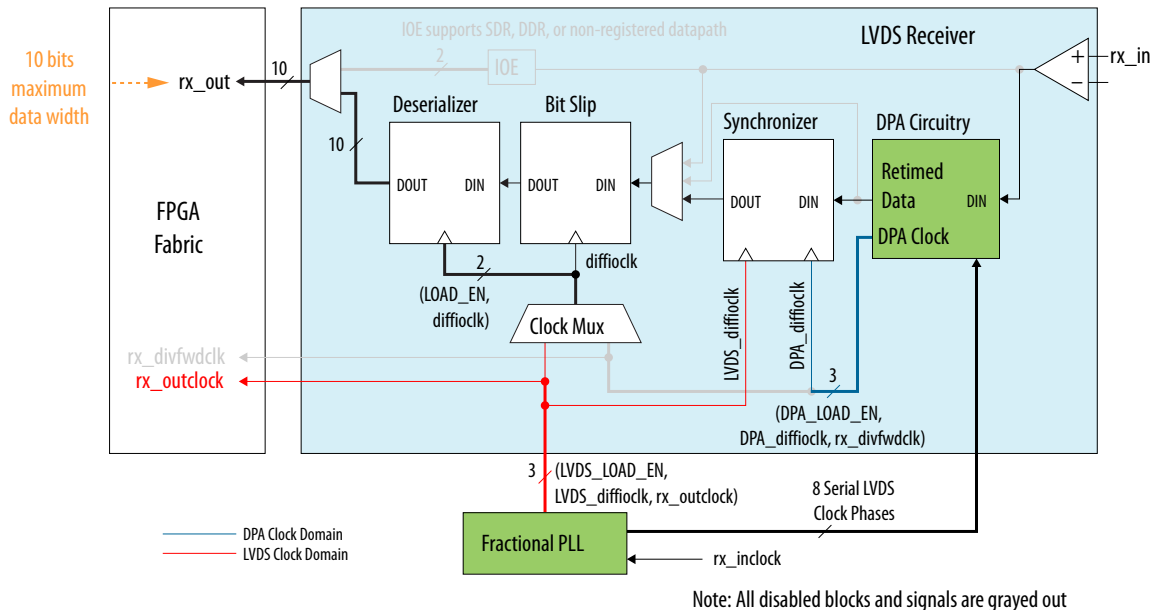 IOE supports SDR, DDR, or non-registered datapath
LVDS Receiver
10 bits
maximum
data width
rx_out
10
2
IOE
+
−
rx_in
Deserializer
Bit Slip
Synchronizer
DPA Circuitry
10
DOUT
DIN
DOUT
DIN
DOUT
DIN
Retimed
Data
DIN
DPA Clock
FPGA
Fabric
2
(LOAD_EN,
diffioclk)
diffioclk
Clock Mux
LVDS_diffioclk
DPA_diffioclk
rx_divfwdclk
rx_outclock
3
(DPA_LOAD_EN,
DPA_diffioclk, rx_divfwdclk)
3
(LVDS_LOAD_EN,
LVDS_diffioclk, rx_outclock)
8 Serial LVDS
Clock Phases
Fractional PLL
rx_inclock
DPA Clock Domain
LVDS Clock Domain
Note: All disabled blocks and signals are grayed out